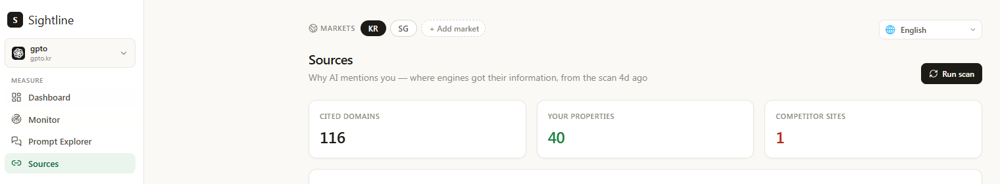 S Sightline
gpto
gpto.kr
MEASURE
Dashboard
Monitor
Prompt Explorer
Sources
MARKETS KR SG + Add market
English
Sources
Why AI mentions you — where engines got their information, from the scan 4d ago
Run scan
CITED DOMAINS
116
YOUR PROPERTIES
40
COMPETITOR SITES
1